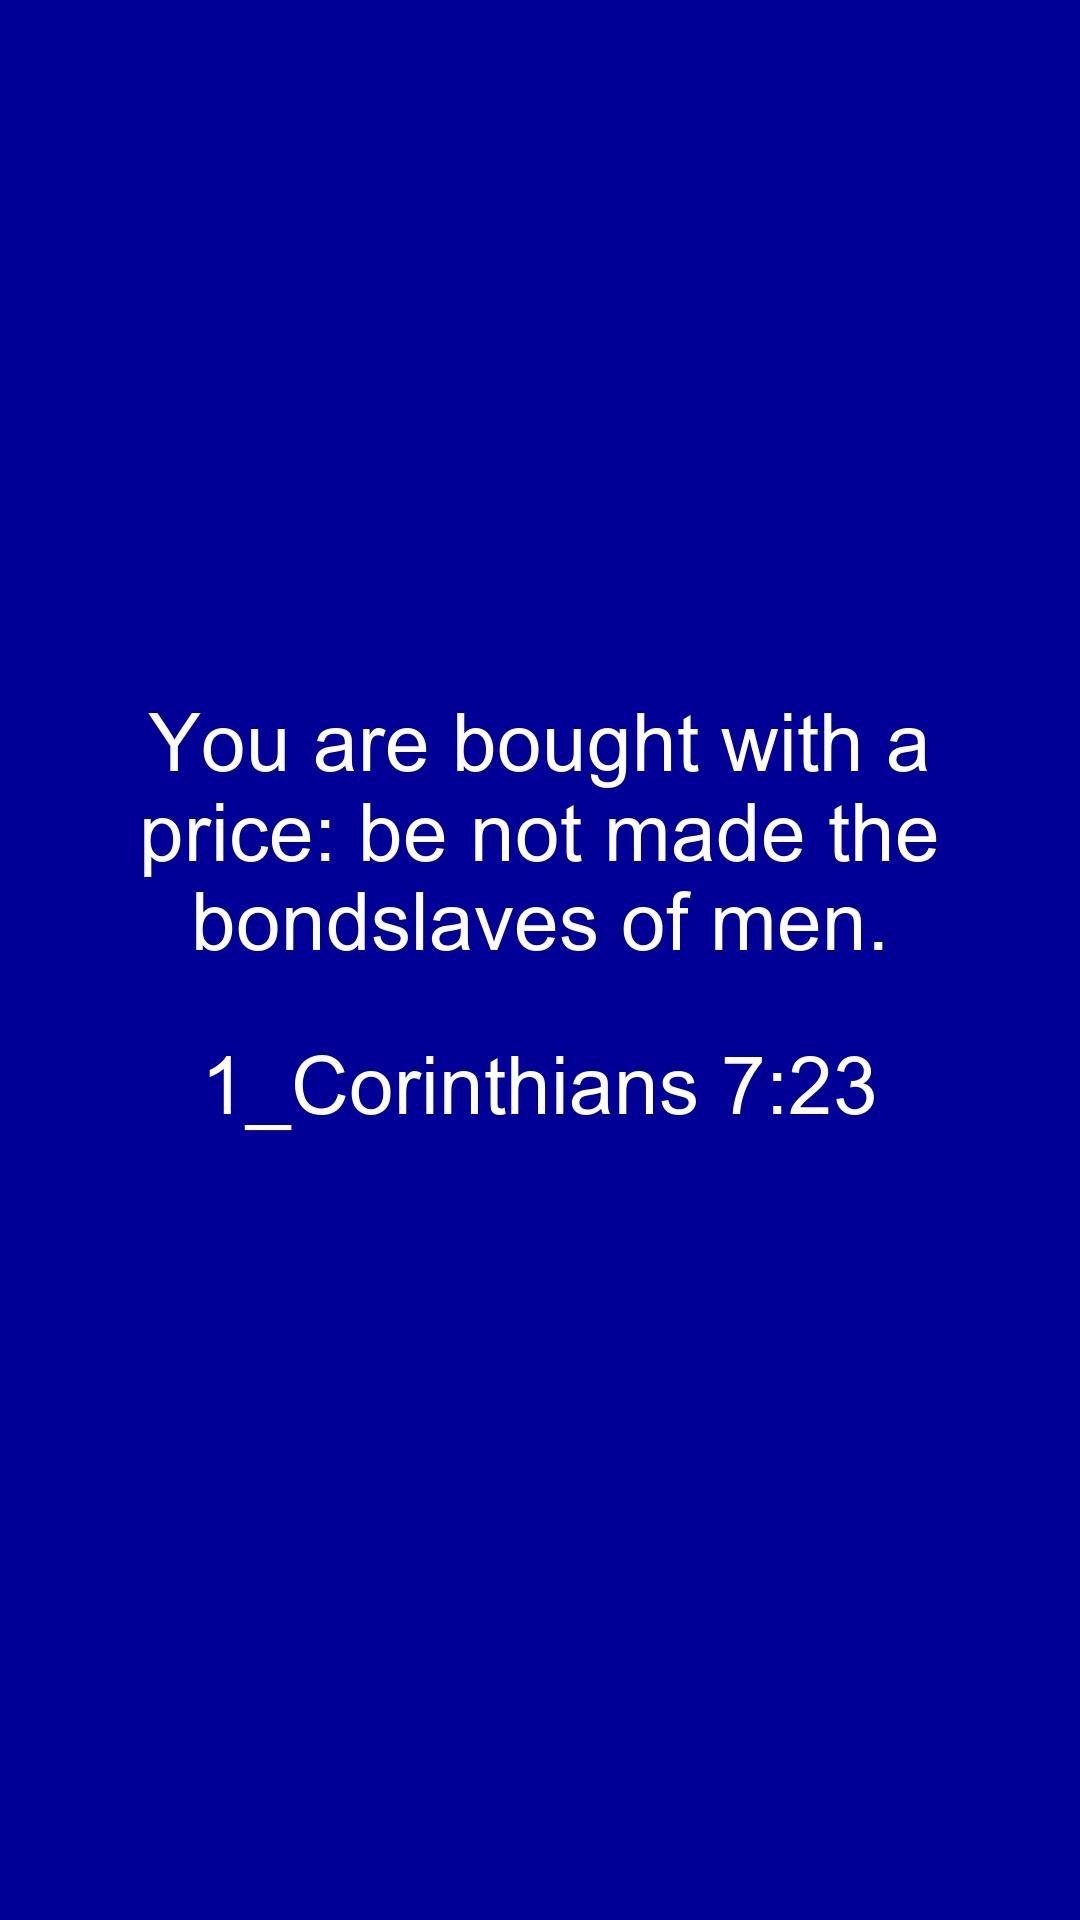 You are bought with a
price: be not made the
bondslaves of men.
1_Corinthians 7:23